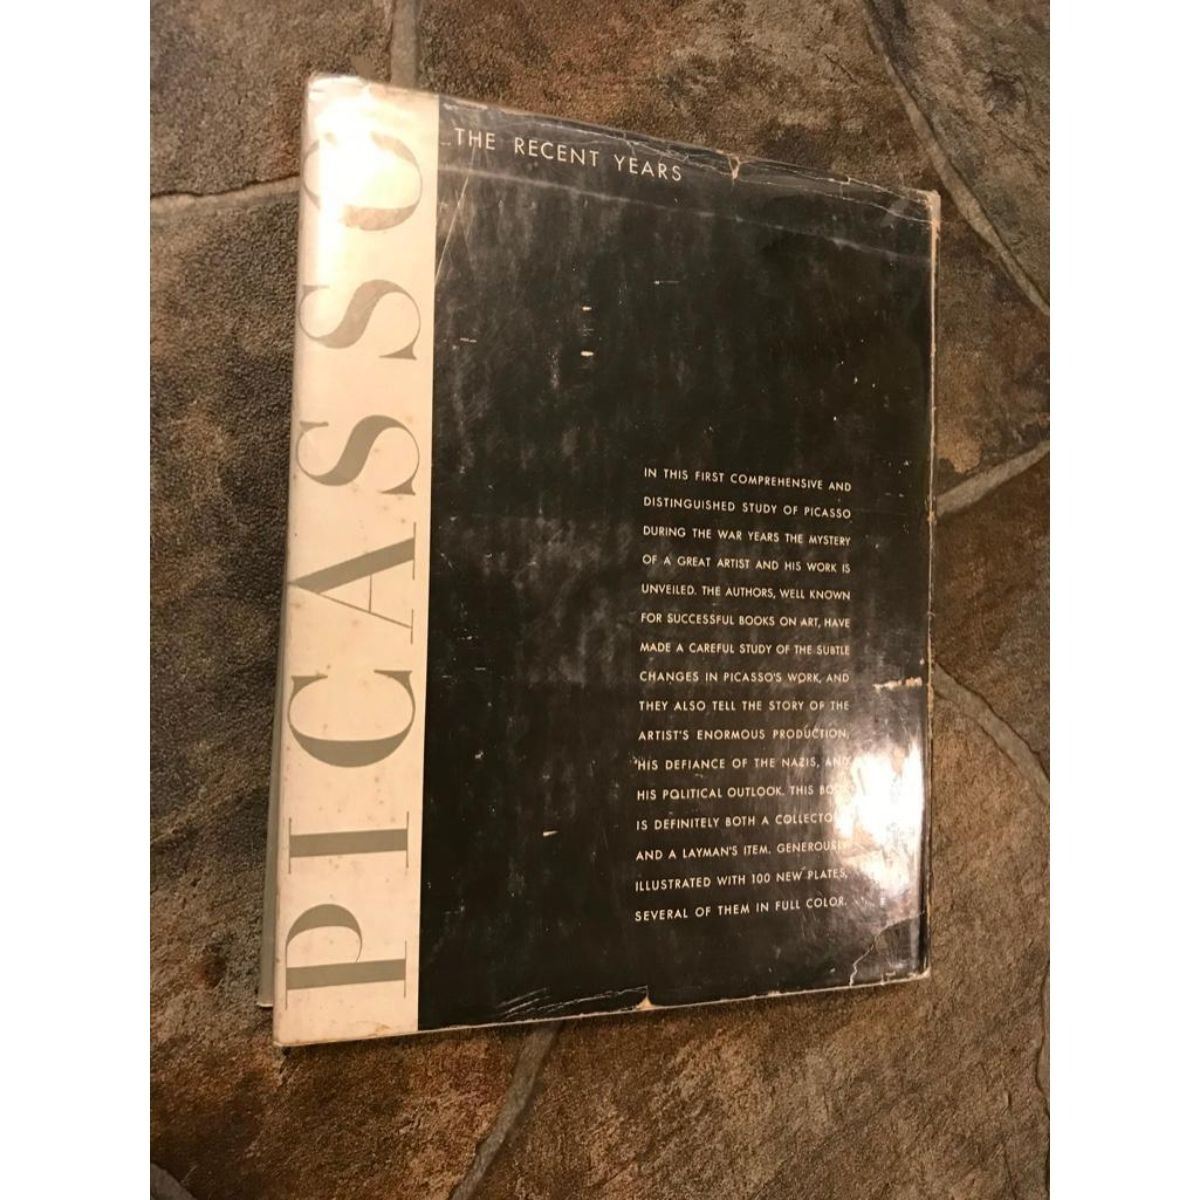 PICASSO
THE RECENT YEARS
IN THIS FIRST COMPREHENSIVE AND
DISTINGUISHED STUDY OF PICASSO
DURING THE WAR YEARS THE MYSTERY
OF A GREAT ARTIST AND HIS WORK IS
UNVEILED. THE AUTHORS, WELL KNOWN
FOR SUCCESSFUL BOOKS ON ART, HAVE
MADE A CAREFUL STUDY OF THE SUBTLE
CHANGES IN PICASSO'S WORK, AND
THEY ALSO TELL THE STORY OF THE
ARTIST'S ENORMOUS PRODUCTION,
HIS DEFIANCE OF THE NAZIS, AND
HIS POLITICAL OUTLOOK. THIS
IS DEFINITELY BOTH A
AND A LAYMAN'S ITEM. GENEROUSLY
ILLUSTRATED WITH 100 NEW PLATES,
SEVERAL OF THEM IN FULL COLOR.